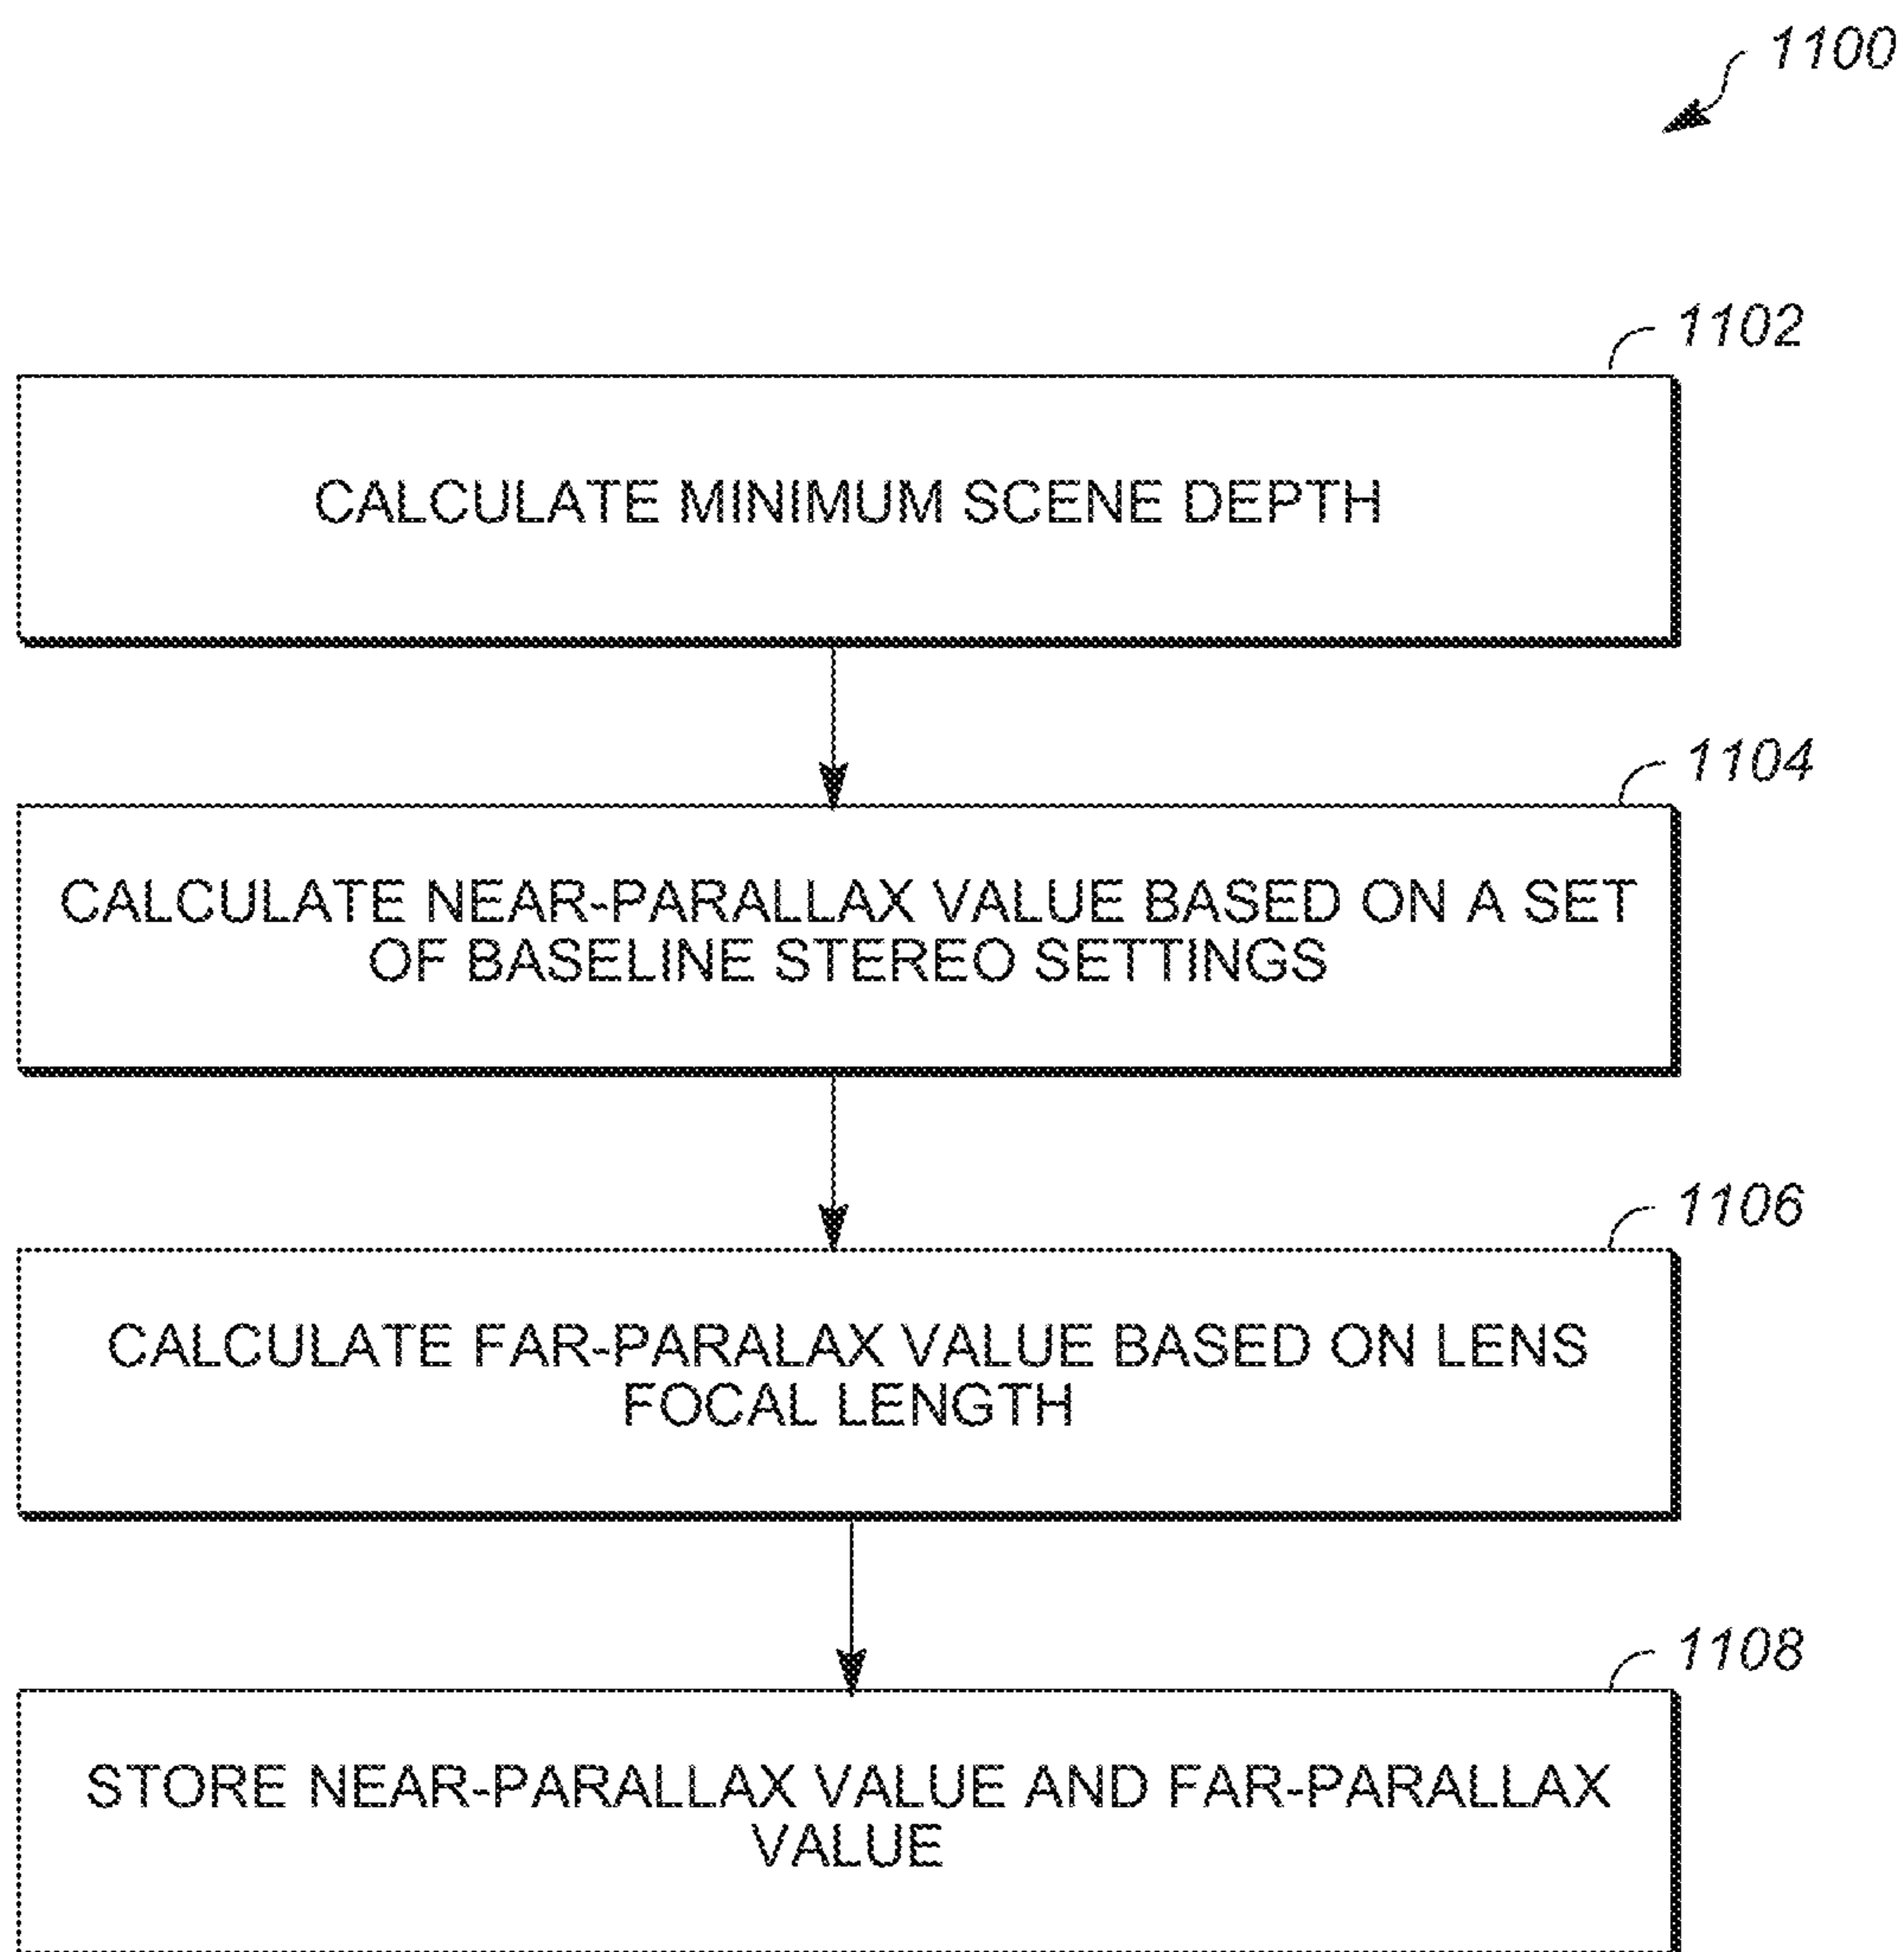 1100
1102
CALCULATE MINIMUM SCENE DEPTH
1104
CALCULATE NEAR-PARALLAX VALUE BASED ON A SET
OF BASELINE STEREO SETTINGS
1106
CALCULATE FAR-PARALAX VALUE BASED ON LENS
FOCAL LENGTH
1108
STORE NEAR-PARALLAX VALUE AND FAR-PARALLAX
VALUE